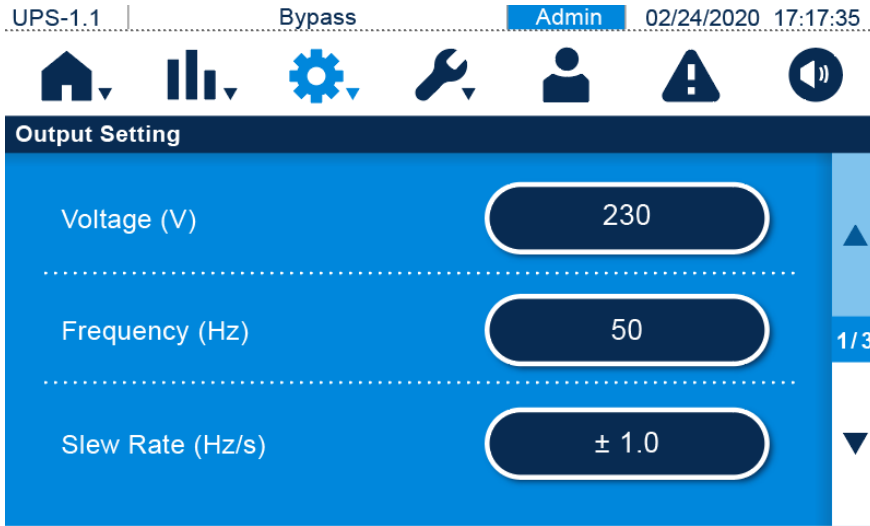 UPS-1.1 Bypass Admin 02/24/2020 17:17:35
Output Setting
Voltage (V) 230
Frequency (Hz) 50
1/3
Slew Rate (Hz/s) ± 1.0